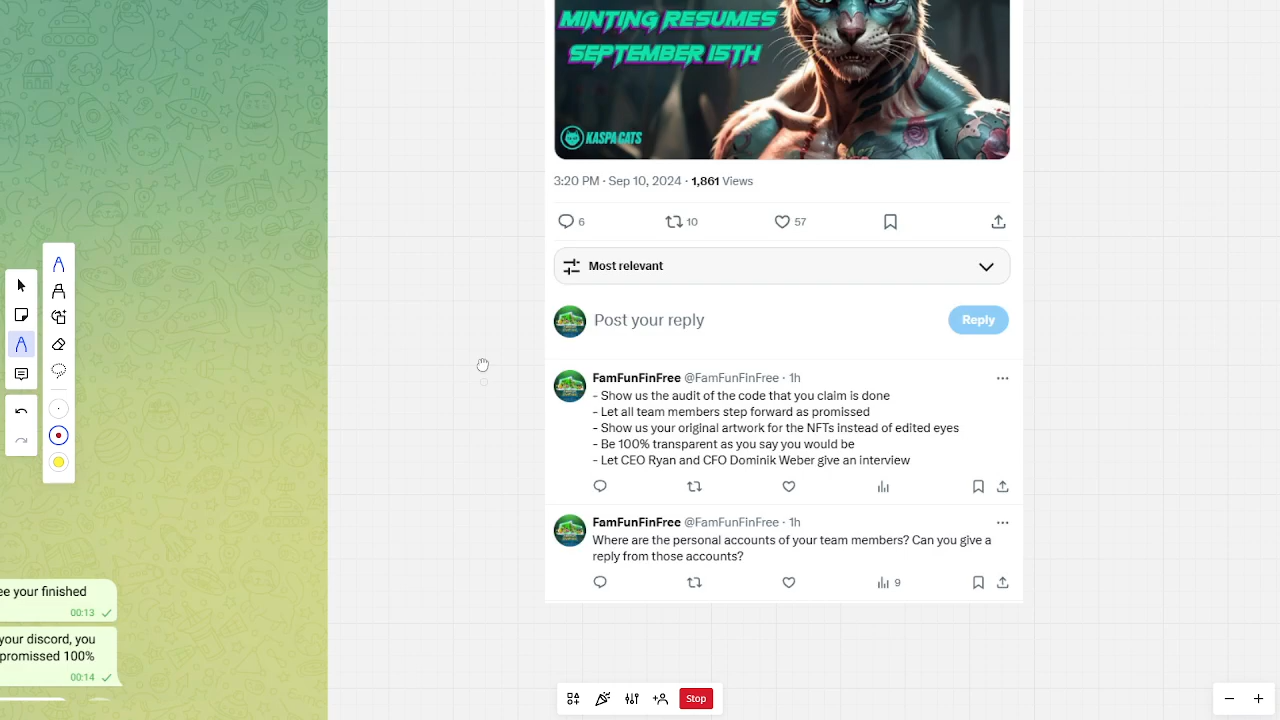 MINTING RESUMES
SEPTEMBER 15TH
KASPA CATS
3:20 PM · Sep 10, 2024 · 1,861 Views
6
10
57
Most relevant
Post your reply
Reply
FamFunFinFree @FamFunFinFree · 1h
- Show us the audit of the code that you claim is done
- Let all team members step forward as promissed
- Show us your original artwork for the NFTs instead of edited eyes
- Be 100% transparent as you say you would be
- Let CEO Ryan and CFO Dominik Weber give an interview
FamFunFinFree @FamFunFinFree · 1h
Where are the personal accounts of your team members? Can you give a
reply from those accounts?
9
ee your finished
00:13
your discord, you
promissed 100%
00:14
Stop